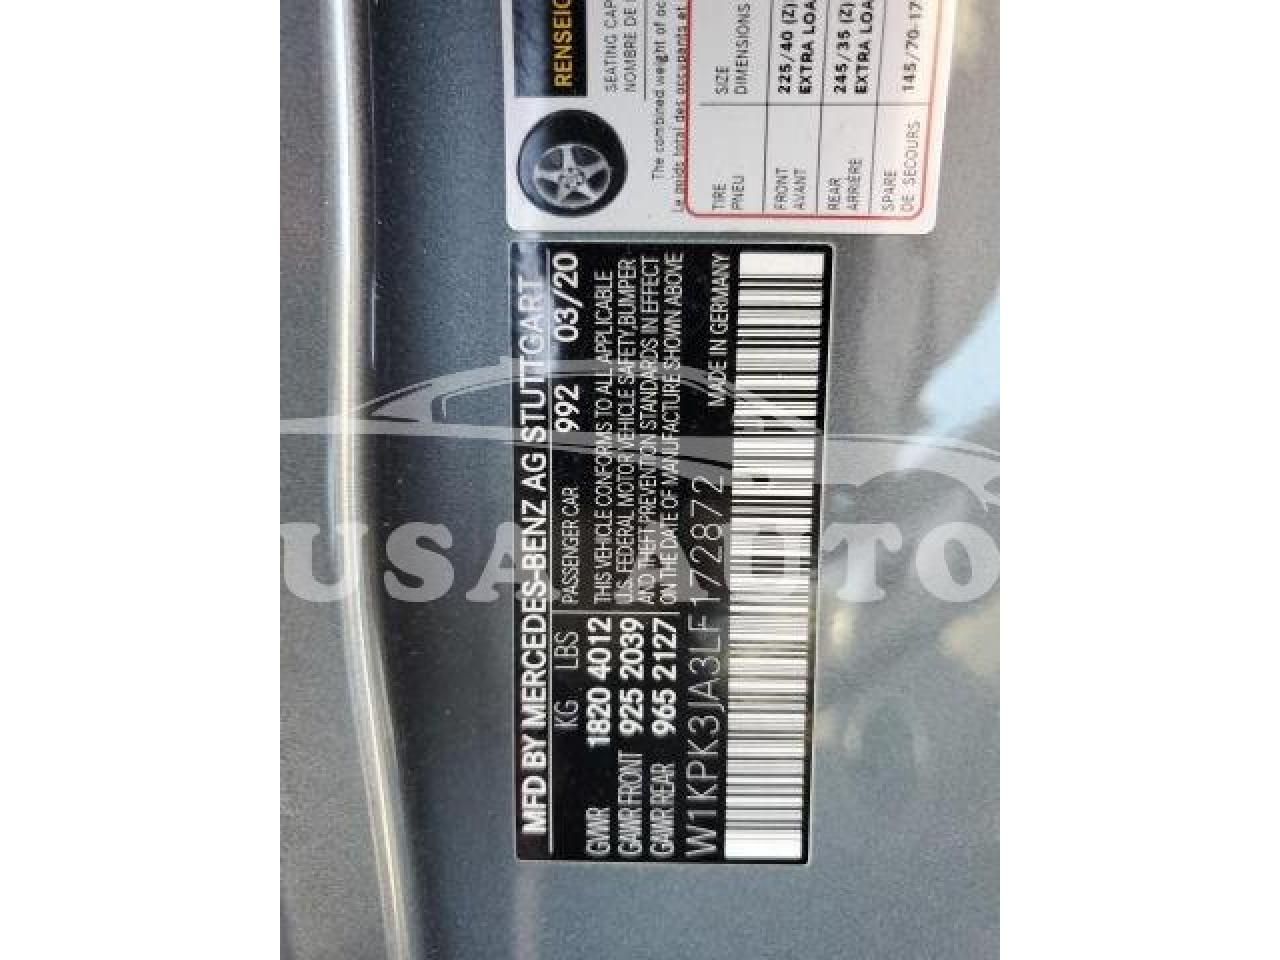 RENSEIG
SEATING CAP
NOMBRE DE
The combined weight of oc
Le poids total des occupants et
TIRE SIZE
PNEU DIMENSIONS
FRONT 225/40 (Z)
AVANT EXTRA LOA
REAR 245/35 (Z)
ARRIÈRE EXTRA LOA
SPARE 145/70-17
DE SECOURS
MFD BY MERCEDES-BENZ AG STUTTGART
KG LBS PASSENGER CAR 992 03/20
GVWR 1820 4012 THIS VEHICLE CONFORMS TO ALL APPLICABLE
GAWR FRONT 925 2039 U.S. FEDERAL MOTOR VEHICLE SAFETY,BUMPER
GAWR REAR 965 2127 AND THEFT PREVENTION STANDARDS IN EFFECT
ON THE DATE OF MANUFACTURE SHOWN ABOVE
W1KPK3JA3LF172872 MADE IN GERMANY
USA AUTO